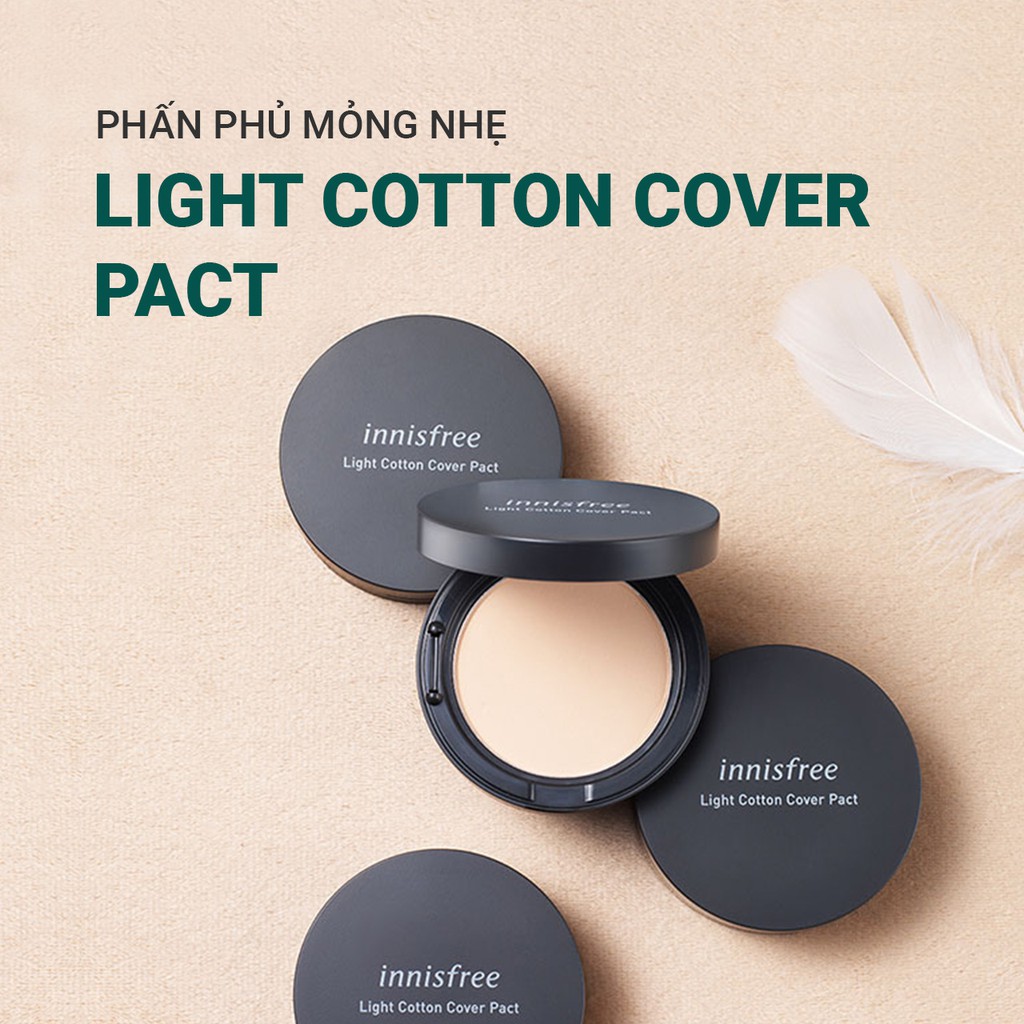 PHẤN PHỦ MỎNG NHẸ
LIGHT COTTON COVER
PACT
innisfree
Light Cotton Cover Pact
innisfree
Light Cotton Cover Pact
innisfree
Light Cotton Cover Pact
innisfree
Light Cotton Cover Pact